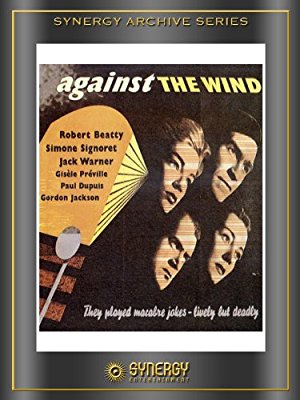 SYNERGY ARCHIVE SERIES
against THE WIND
Robert Beatty
Simone Signoret
Jack Warner
Gisèle Préville
Paul Dupuis
Gordon Jackson
They played macabre jokes - lively but deadly
SYNERGY
ENTERTAINMENT